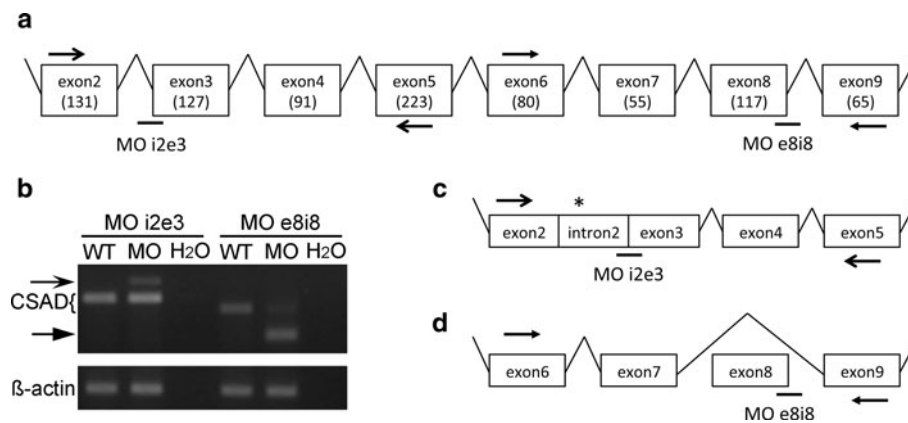 a
exon2 exon3 exon4 exon5 exon6 exon7 exon8 exon9
(131) (127) (91) (223) (80) (55) (117) (65)
MO i2e3 MO e8i8
b
MO i2e3 MO e8i8
WT MO H₂O WT MO H₂O
CSAD{
ß-actin
c
*
exon2 intron2 exon3 exon4 exon5
MO i2e3
d
exon6 exon7 exon8 exon9
MO e8i8